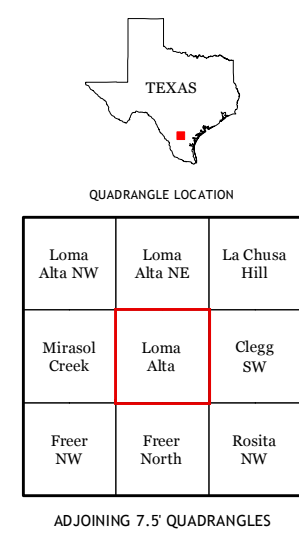 TEXAS
QUADRANGLE LOCATION
Loma
Alta NW
Loma
Alta NE
La Chusa
Hill
Mirasol
Creek
Loma
Alta
Clegg
SW
Freer
NW
Freer
North
Rosita
NW
ADJOINING 7.5' QUADRANGLES